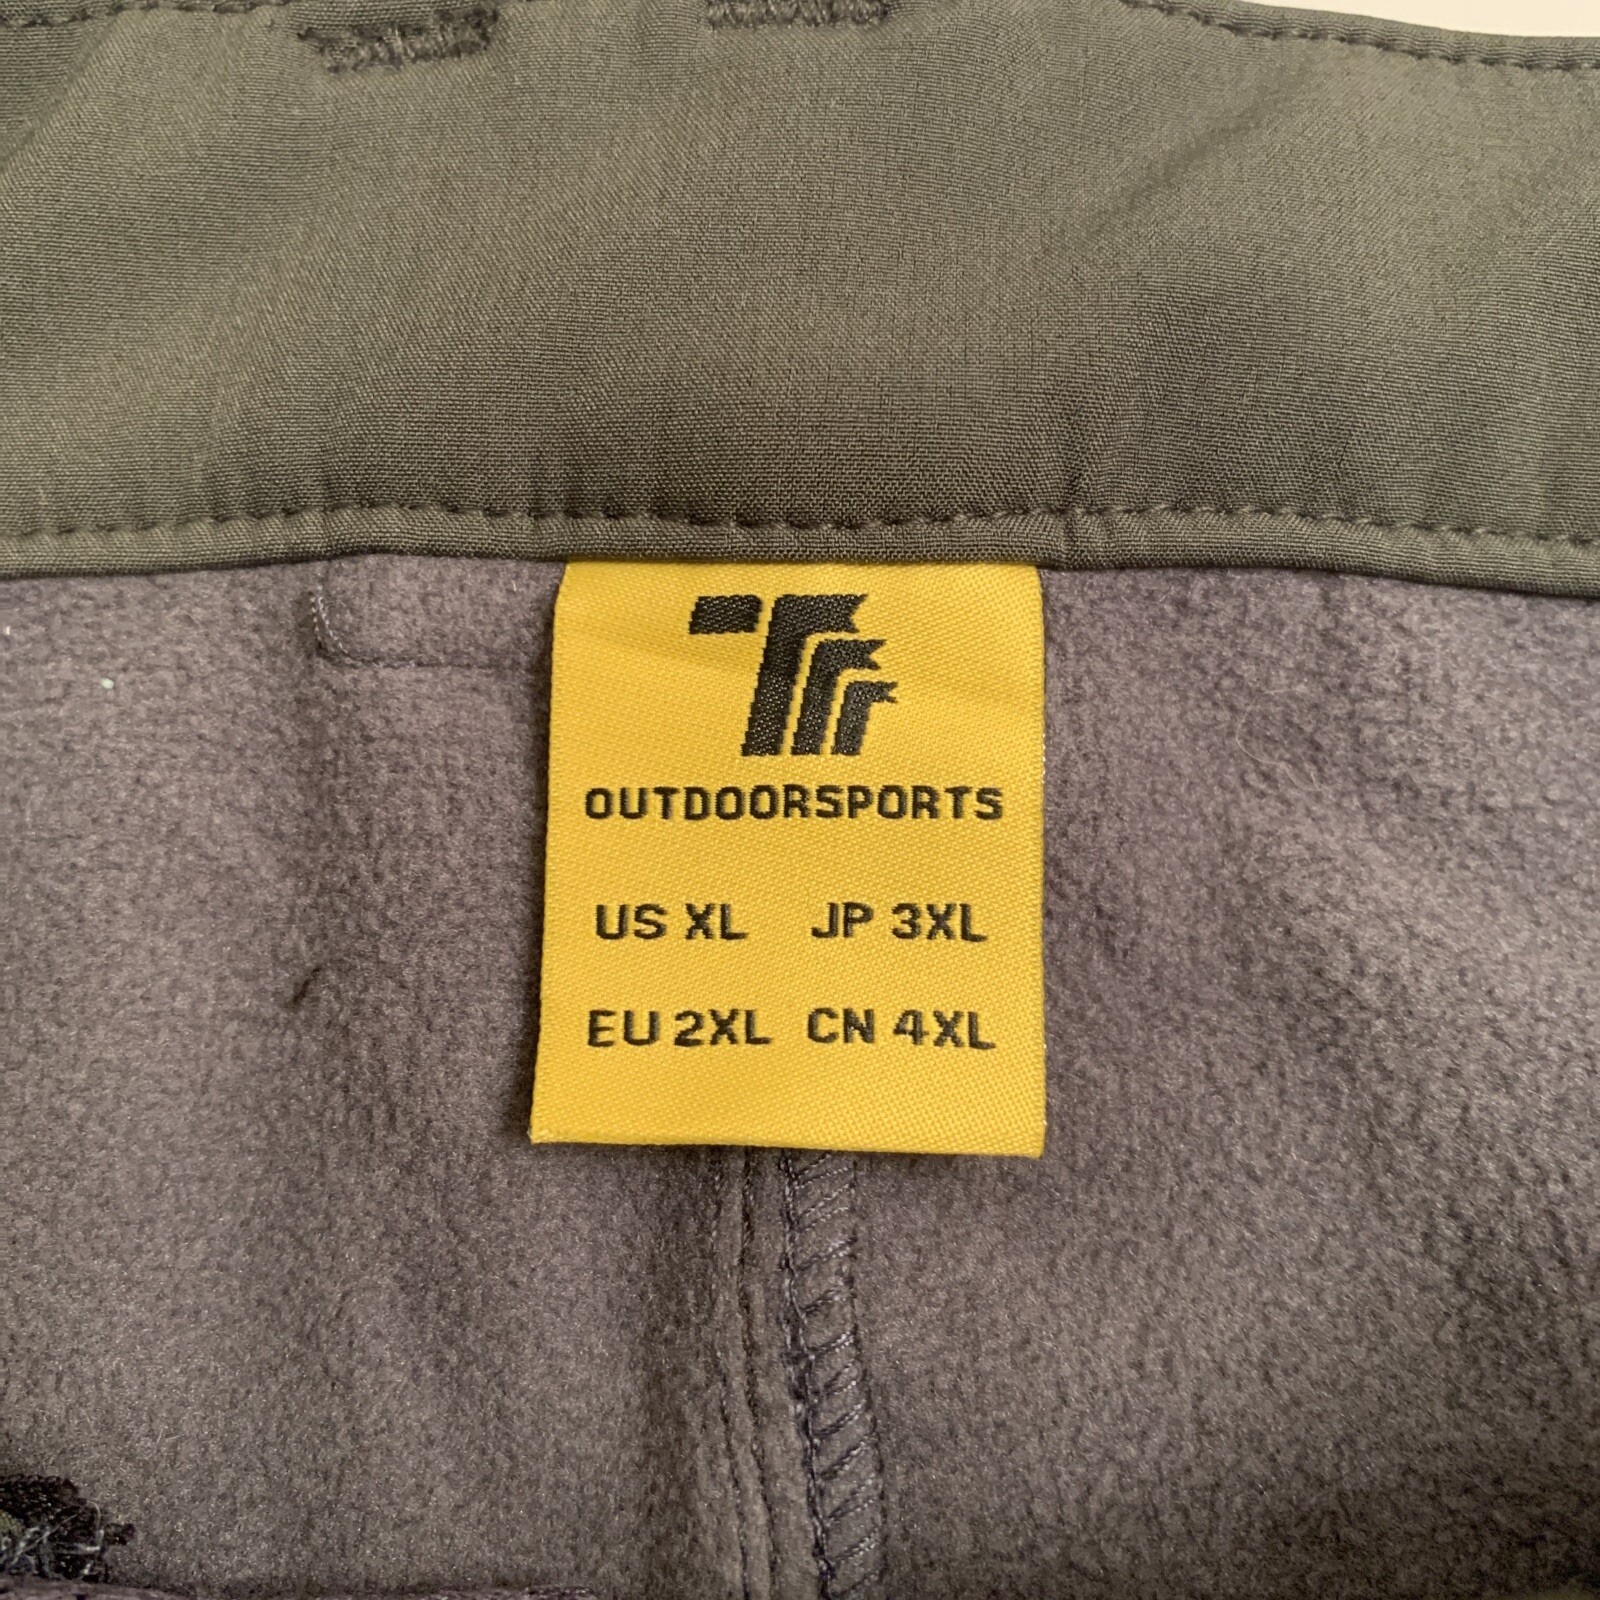 OUTDOORSPORTS
US XL JP 3XL
EU 2XL CN 4XL